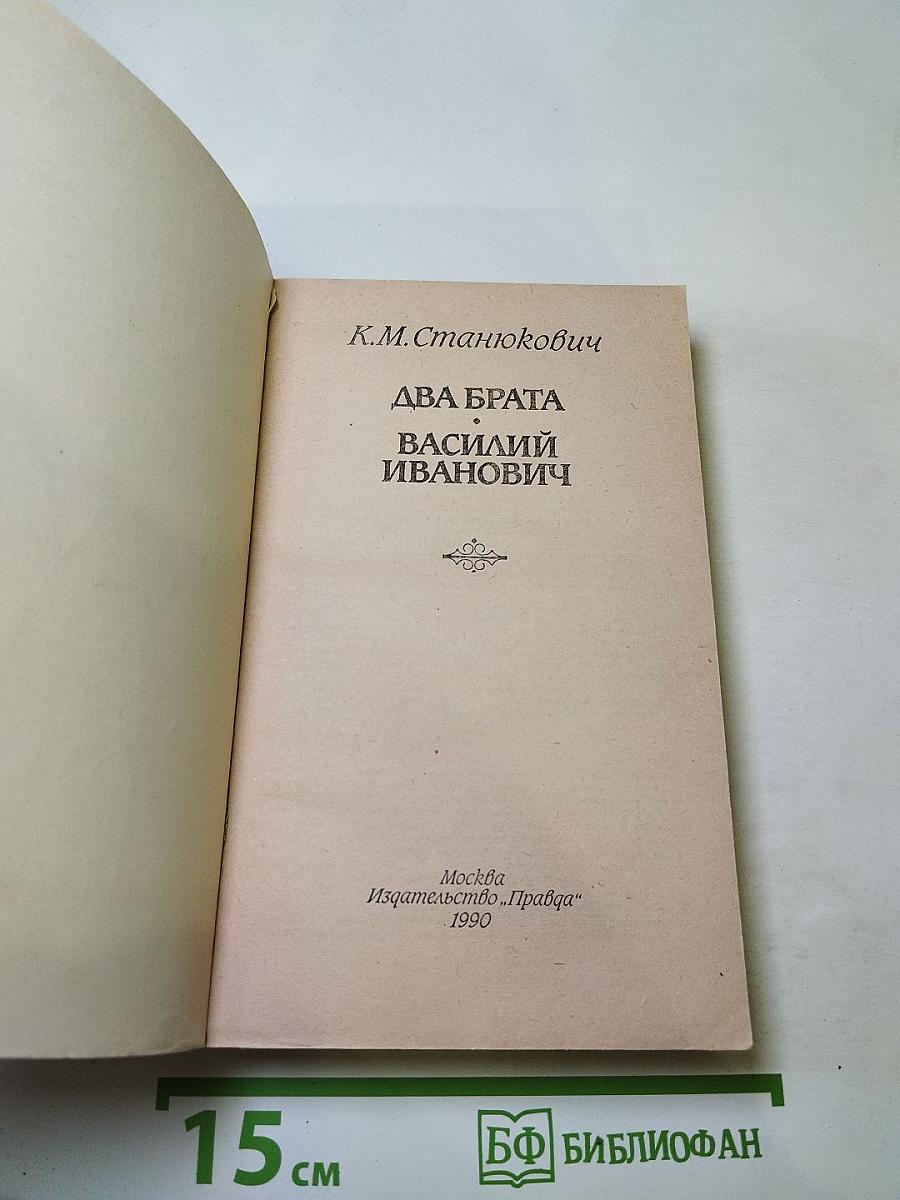 К.М.Станюкович
ДВА БРАТА
•
ВАСИЛИЙ
ИВАНОВИЧ
Москва
Издательство „Правда“
1990
15 см
БФ БИБЛИОФАН